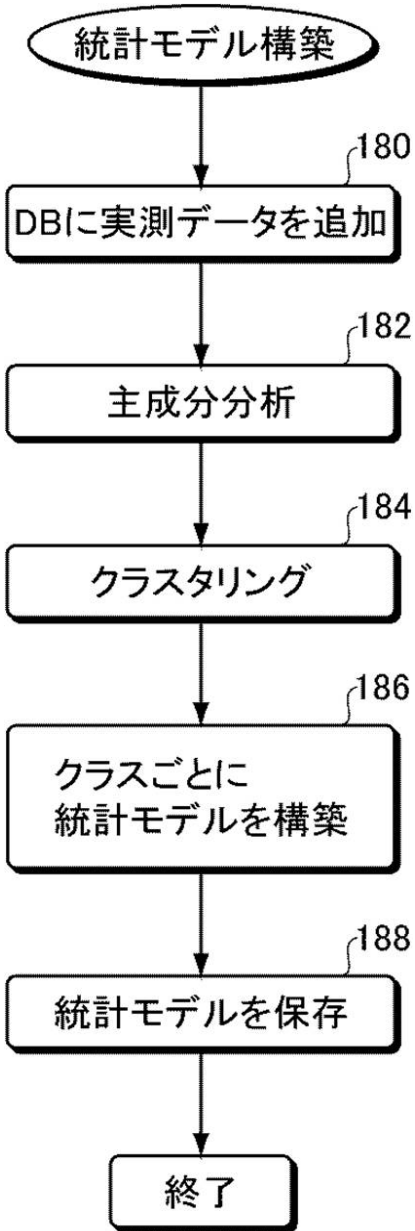 統計モデル構築
180
DBに実測データを追加
182
主成分分析
184
クラスタリング
186
クラスごとに
統計モデルを構築
188
統計モデルを保存
終了